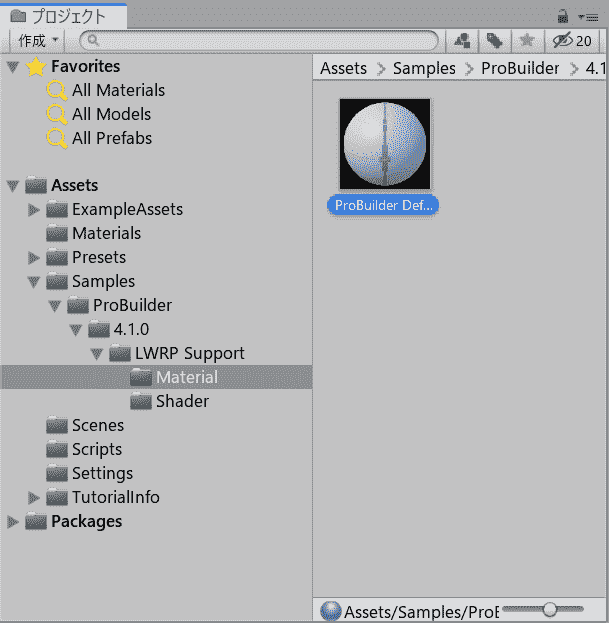 プロジェクト
作成
20
Favorites
All Materials
All Models
All Prefabs
Assets
ExampleAssets
Materials
Presets
Samples
ProBuilder
4.1.0
LWRP Support
Material
Shader
Scenes
Scripts
Settings
TutorialInfo
Packages
Assets > Samples > ProBuilder > 4.1
ProBuilder Def...
Assets/Samples/ProB